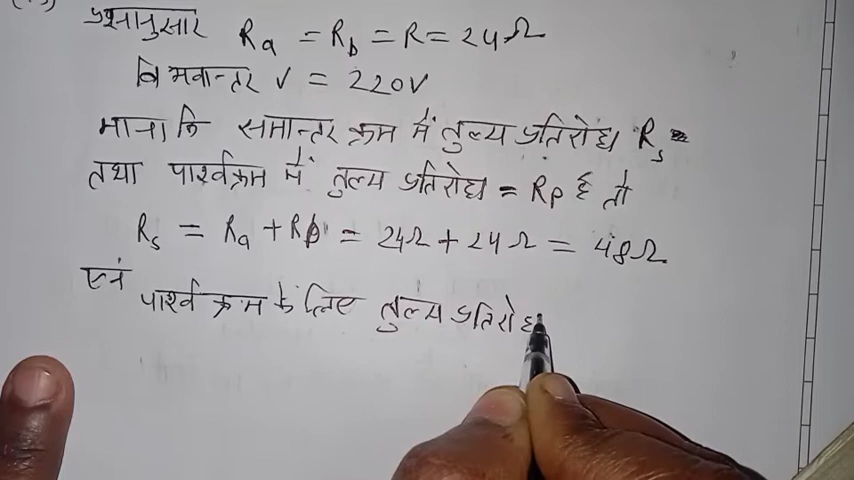 प्रश्नानुसार Ra = Rb = R = 24Ω
विभवान्तर V = 220V
माना कि समान्तर क्रम में तुल्य प्रतिरोध Rs =
तथा पार्श्वक्रम में तुल्य प्रतिरोध = Rp है तो
Rs = Ra + Rb = 24Ω + 24Ω = 48Ω
एवं
पार्श्व क्रम के लिए तुल्य प्रतिरोध